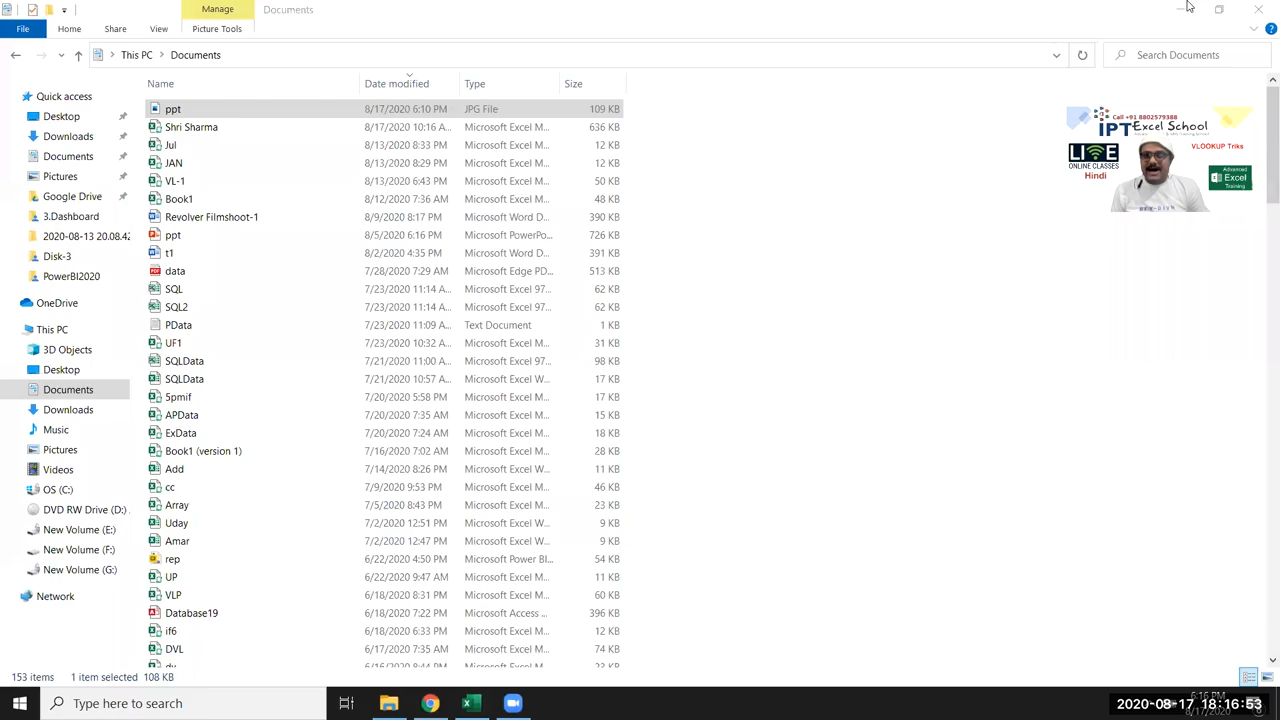 Manage
Documents
File
Home
Share
View
Picture Tools
This PC
Documents
Search Documents
Name
Date modified
Type
Size
Quick access
Desktop
Downloads
Documents
Pictures
Google Drive
3.Dashboard
2020-08-13 20.08.42
Disk-3
PowerBI2020
OneDrive
This PC
3D Objects
Desktop
Documents
Downloads
Music
Pictures
Videos
OS (C:)
DVD RW Drive (D:)
New Volume (E:)
New Volume (F:)
New Volume (G:)
Network
ppt 8/17/2020 6:10 PM JPG File 109 KB
Shri Sharma 8/17/2020 10:16 A... Microsoft Excel M... 636 KB
Jul 8/13/2020 8:33 PM Microsoft Excel M... 12 KB
JAN 8/13/2020 8:29 PM Microsoft Excel M... 12 KB
VL-1 8/13/2020 6:43 PM Microsoft Excel M... 50 KB
Book1 8/12/2020 7:36 AM Microsoft Excel M... 48 KB
Revolver Filmshoot-1 8/9/2020 8:17 PM Microsoft Word D... 390 KB
ppt 8/5/2020 6:16 PM Microsoft PowerPo... 726 KB
t1 8/2/2020 4:35 PM Microsoft Word D... 391 KB
data 7/28/2020 7:29 AM Microsoft Edge PD... 513 KB
SQL 7/23/2020 11:14 A... Microsoft Excel 97... 62 KB
SQL2 7/23/2020 11:14 A... Microsoft Excel 97... 62 KB
PData 7/23/2020 11:09 A... Text Document 1 KB
UF1 7/23/2020 10:32 A... Microsoft Excel M... 31 KB
SQLData 7/21/2020 11:00 A... Microsoft Excel 97... 98 KB
SQLData 7/21/2020 10:57 A... Microsoft Excel W... 17 KB
5pmif 7/20/2020 5:58 PM Microsoft Excel M... 17 KB
APData 7/20/2020 7:35 AM Microsoft Excel M... 15 KB
ExData 7/20/2020 7:24 AM Microsoft Excel M... 18 KB
Book1 (version 1) 7/16/2020 7:02 AM Microsoft Excel M... 28 KB
Add 7/14/2020 8:26 PM Microsoft Excel W... 11 KB
cc 7/9/2020 9:53 PM Microsoft Excel M... 46 KB
Array 7/5/2020 8:43 PM Microsoft Excel M... 23 KB
Uday 7/2/2020 12:51 PM Microsoft Excel W... 9 KB
Amar 7/2/2020 12:47 PM Microsoft Excel W... 9 KB
rep 6/22/2020 4:50 PM Microsoft Power BI... 54 KB
UP 6/22/2020 9:47 AM Microsoft Excel M... 11 KB
VLP 6/18/2020 8:31 PM Microsoft Excel M... 60 KB
Database19 6/18/2020 7:22 PM Microsoft Access ... 396 KB
if6 6/18/2020 6:33 PM Microsoft Excel M... 12 KB
DVL 6/17/2020 7:35 AM Microsoft Excel M... 74 KB
Call +91 8802579388
IPT Excel School
LIVE
ONLINE CLASSES
Hindi
VLOOKUP Triks
Advanced
Excel
Training
153 items
1 item selected 108 KB
Type here to search
6:16 PM
2020-08-17 18:16:53
8/17/2020